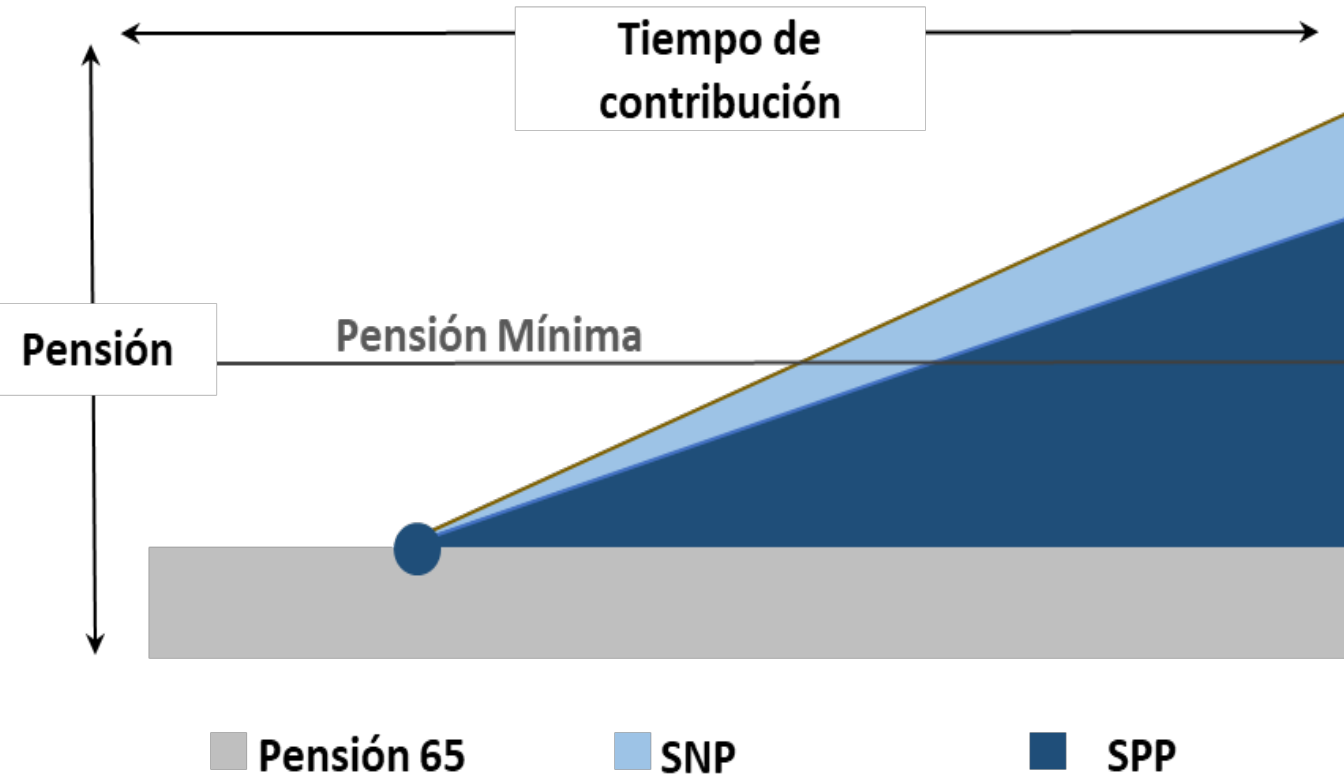 Tiempo de
contribución
Pensión Mínima
Pensión
Pensión 65
SNP
SPP